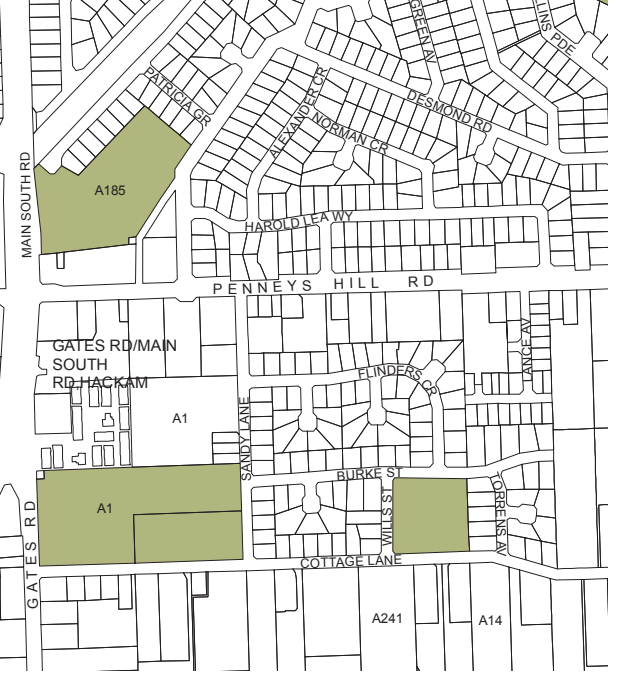 GREEN AV
LINS PDE
PATRICIA GR
ALEXANDER CR
DESMOND RD
NORMAN CR
MAIN SOUTH RD
A185
HAROLD LEA WY
PENNEYS HILL RD
GATES RD/MAIN
SOUTH
RD,HACKAM
ANCE AV
FLINDERS CR
A1
SANDY LANE
BURKE ST
A1
WILLS ST
TORRENS AV
GATES RD
COTTAGE LANE
A241
A14